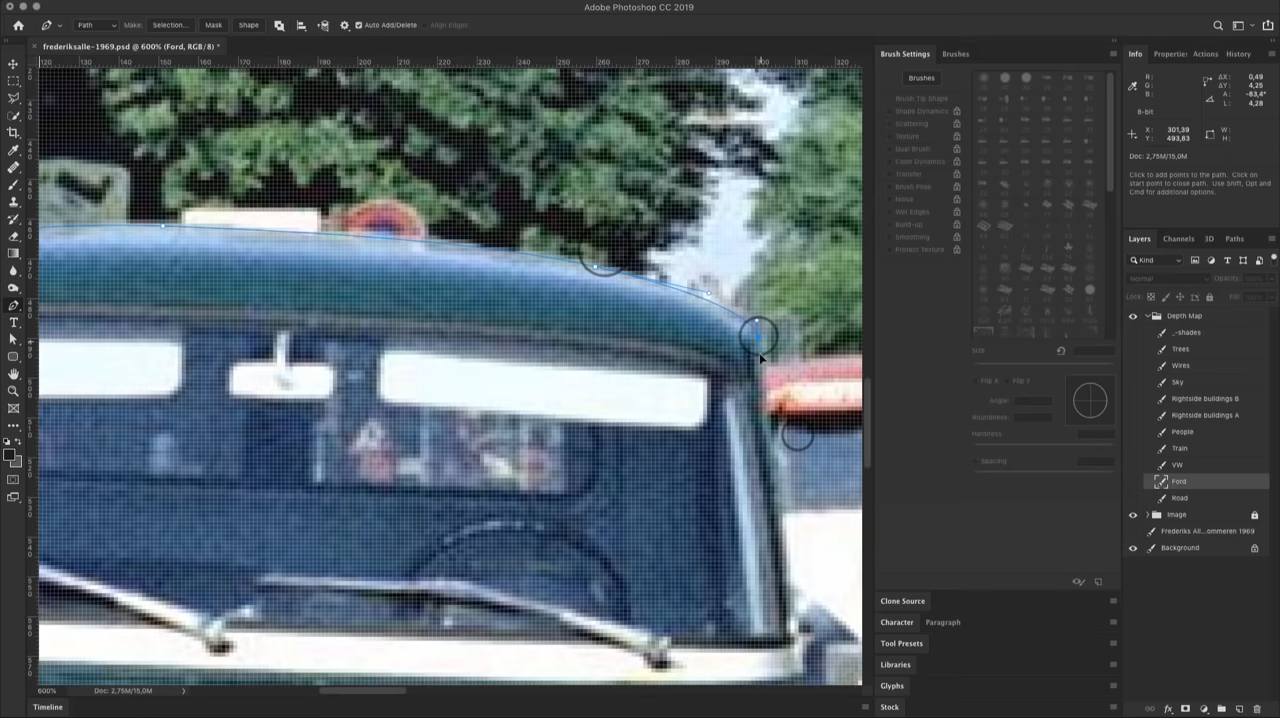 Adobe Photoshop CC 2019
Path
Make:
Selection...
Mask
Shape
Auto Add/Delete
Align Edges
frederiksalle-1969.psd @ 600% (Ford, RGB/8) *
120
150
160
170
180
190
200
210
220
230
240
250
260
270
280
290
300
310
320
Brush Settings
Brushes
Brushes
Brush Tip Shape
Shape Dynamics
Scattering
Texture
Dual Brush
Color Dynamics
Transfer
Brush Pose
Noise
Wet Edges
Build-up
Smoothing
Protect Texture
Size
Flip X
Flip Y
Angle:
Roundness:
Hardness
Spacing
Clone Source
Character
Paragraph
Tool Presets
Libraries
Glyphs
Stock
Info
Properties
Actions
History
R:
G:
B:
ΔX: 0,49
ΔY: 4,25
A: -83,4°
L: 4,28
8-bit
X: 301,39
Y: 493,83
W:
H:
Doc: 2,75M/15,0M
Click to add points to the path. Click on
start point to close path. Use Shift, Opt and
Cmd for additional options.
Layers
Channels
3D
Paths
Kind
Normal
Opacity:
Lock:
Fill:
Depth Map
Trees
Wires
Sky
Rightside buildings B
Rightside buildings A
People
Train
VW
Ford
Road
Image
Frederiks All...ommeren 1969
Background
600%
Doc: 2,75M/15,0M
Timeline